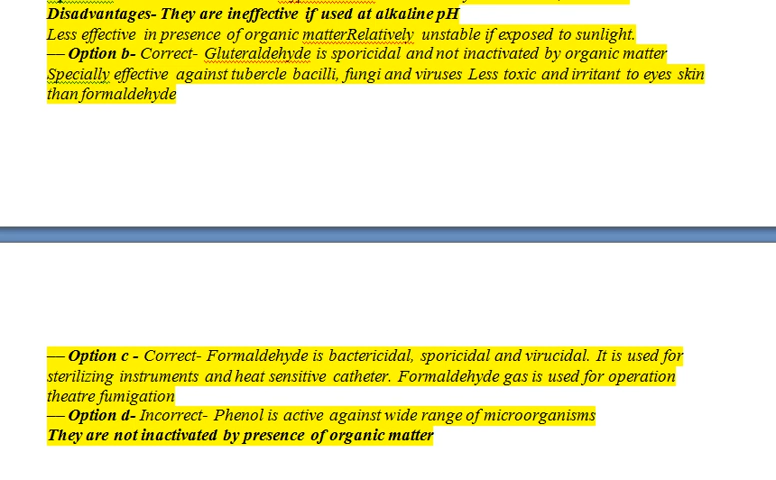 Disadvantages- They are ineffective if used at alkaline pH
Less effective in presence of organic matterRelatively unstable if exposed to sunlight.
— Option b- Correct- Gluteraldehyde is sporicidal and not inactivated by organic matter
Specially effective against tubercle bacilli, fungi and viruses Less toxic and irritant to eyes skin
than formaldehyde
— Option c - Correct- Formaldehyde is bactericidal, sporicidal and virucidal. It is used for
sterilizing instruments and heat sensitive catheter. Formaldehyde gas is used for operation
theatre fumigation
— Option d- Incorrect- Phenol is active against wide range of microorganisms
They are not inactivated by presence of organic matter